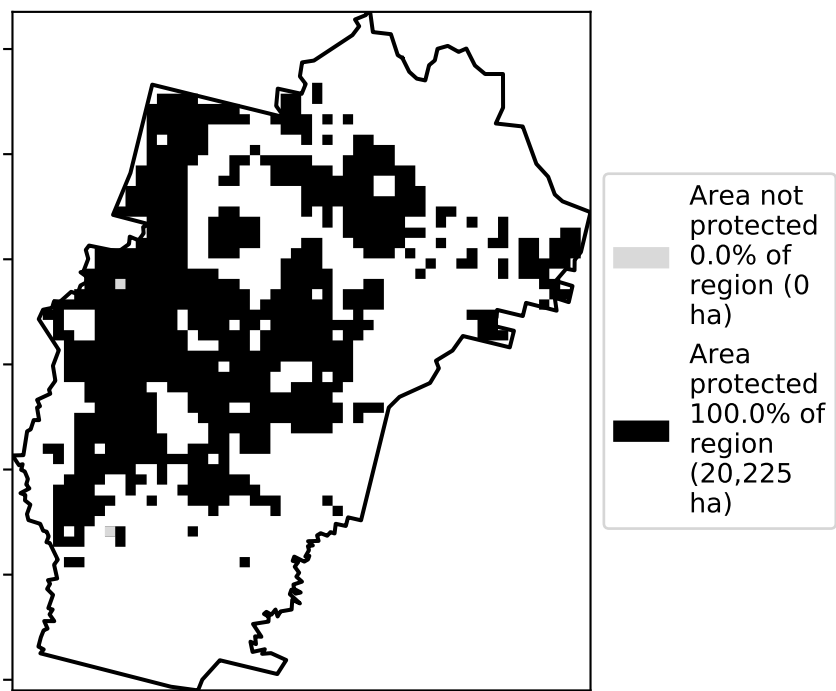 Area not
protected
0.0% of
region (0
ha)
Area
protected
100.0% of
region
(20,225
ha)